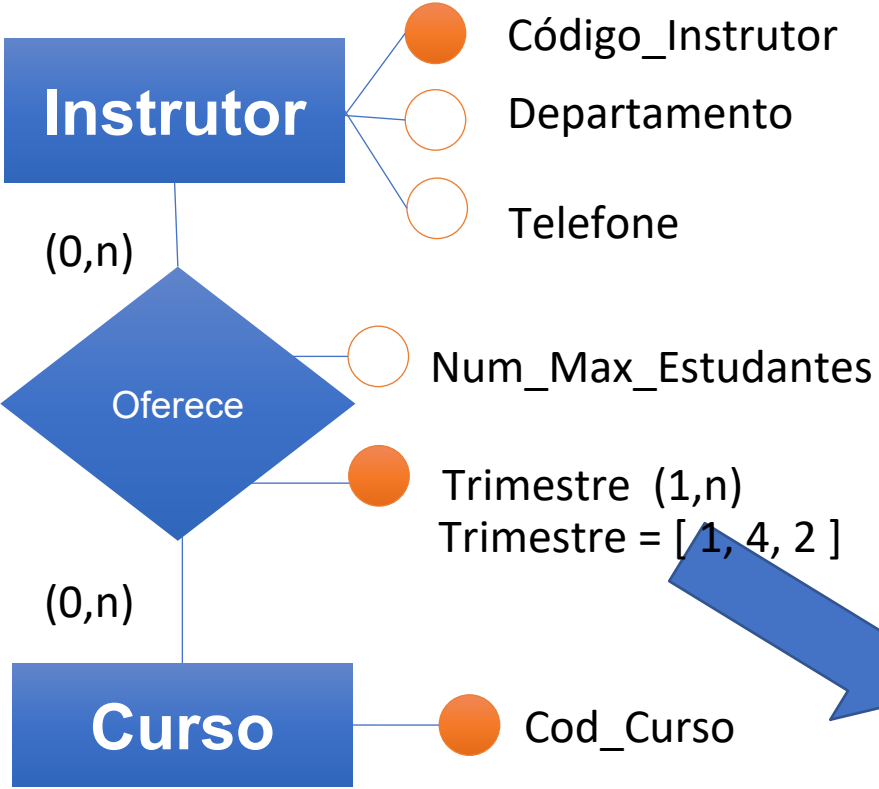 Instrutor
Código_Instrutor
Departamento
Telefone
(0,n)
Oferece
Num_Max_Estudantes
Trimestre (1,n)
Trimestre = [ 1, 4, 2 ]
(0,n)
Curso
Cod_Curso